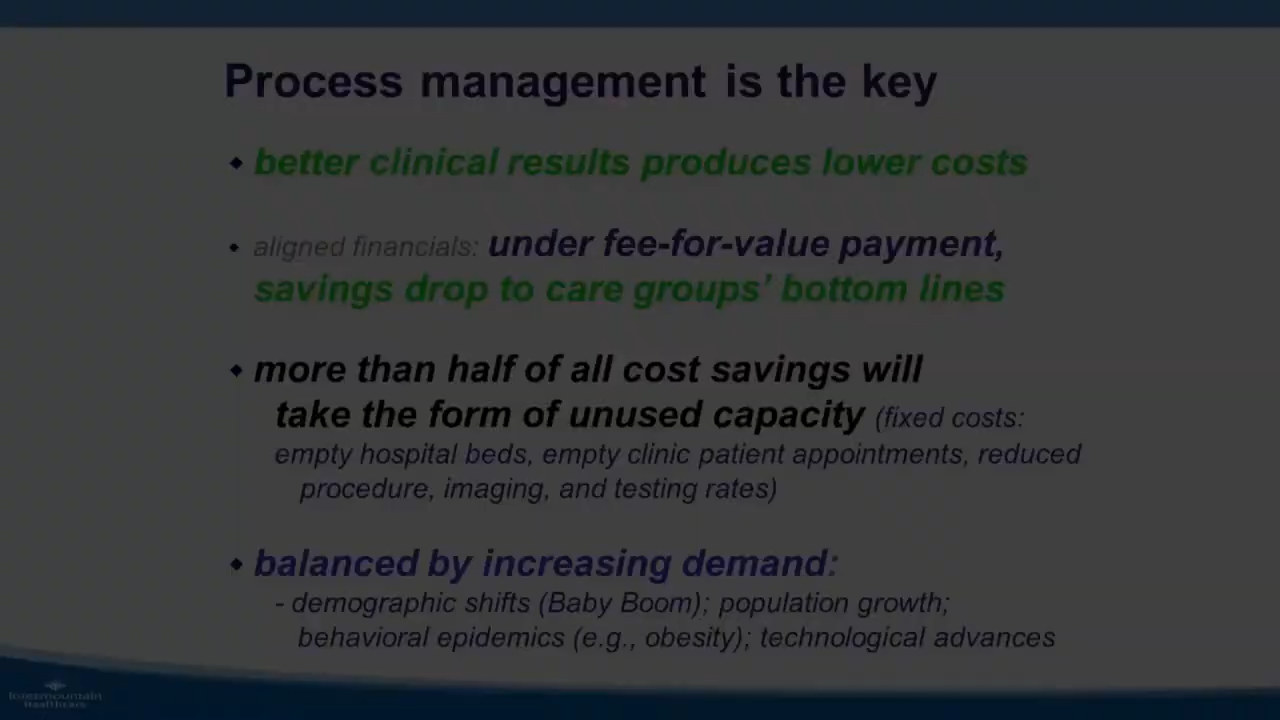 Process management is the key
◆ better clinical results produces lower costs
◆ aligned financials: under fee-for-value payment,
savings drop to care groups’ bottom lines
◆ more than half of all cost savings will
take the form of unused capacity (fixed costs:
empty hospital beds, empty clinic patient appointments, reduced
procedure, imaging, and testing rates)
◆ balanced by increasing demand:
- demographic shifts (Baby Boom); population growth;
behavioral epidemics (e.g., obesity); technological advances
Intermountain
Healthcare